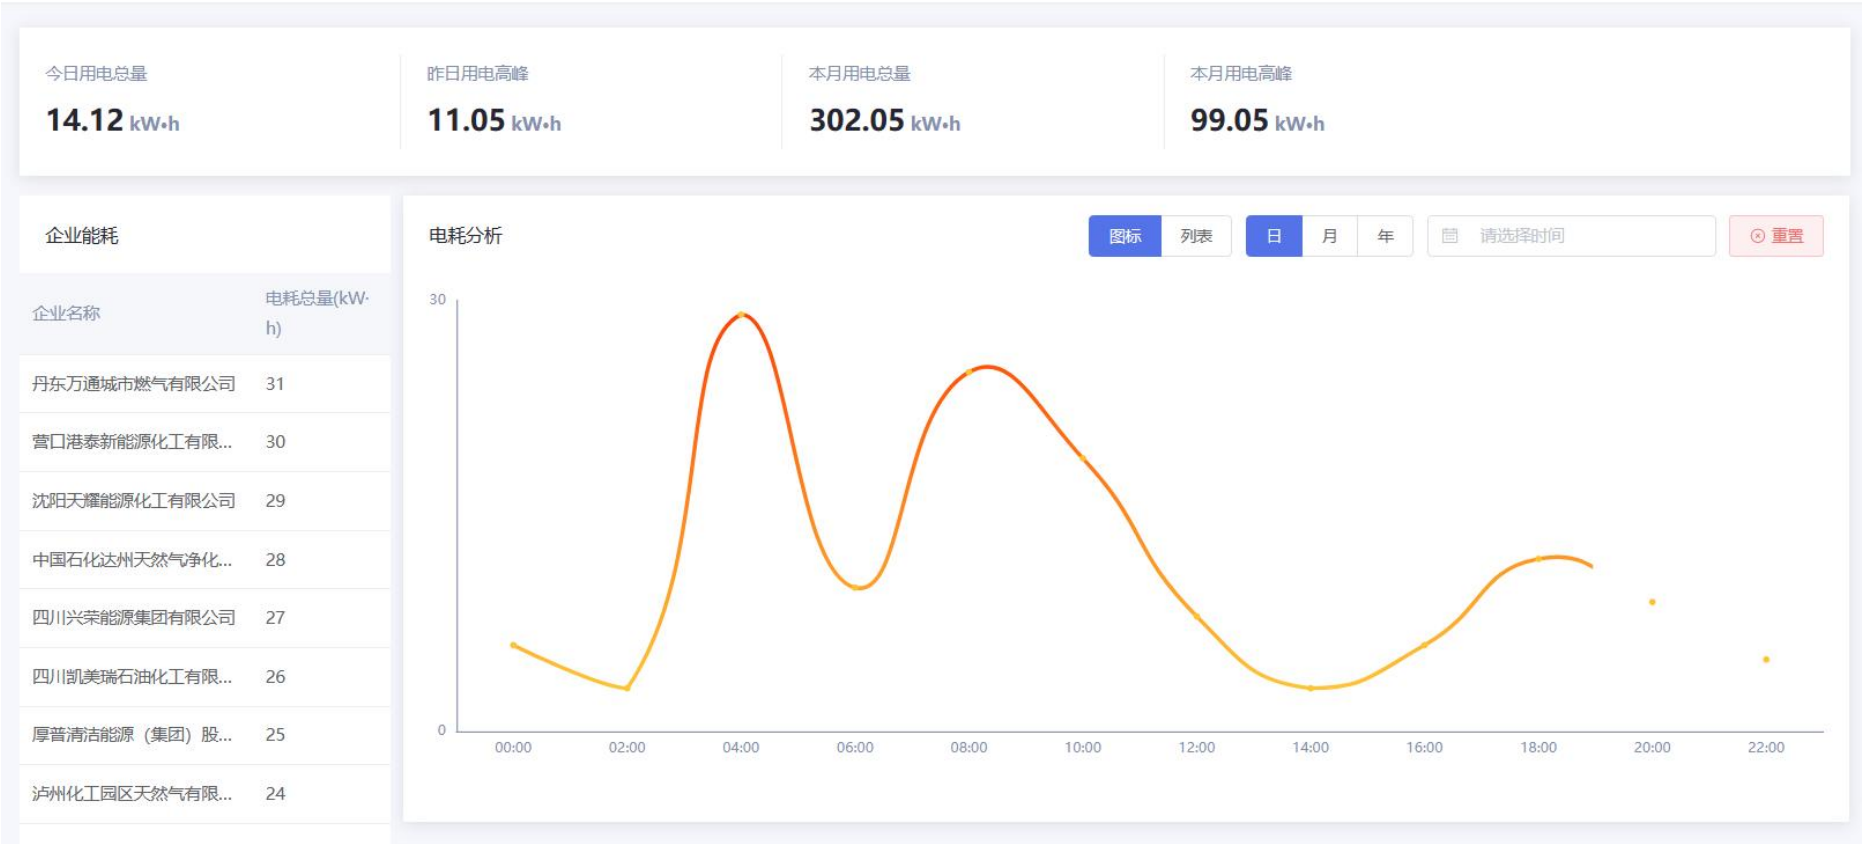 今日用电总量
14.12 kW•h
昨日用电高峰
11.05 kW•h
本月用电总量
302.05 kW•h
本月用电高峰
99.05 kW•h
企业能耗
企业名称
电耗总量(kW·
h)
丹东万通城市燃气有限公司 31
营口港泰新能源化工有限... 30
沈阳天耀能源化工有限公司 29
中国石化达州天然气净化... 28
四川兴荣能源集团有限公司 27
四川凯美瑞石油化工有限... 26
厚普清洁能源（集团）股... 25
泸州化工园区天然气有限... 24
电耗分析
图标 列表 日 月 年 请选择时间 重置
30
0
00:00 02:00 04:00 06:00 08:00 10:00 12:00 14:00 16:00 18:00 20:00 22:00